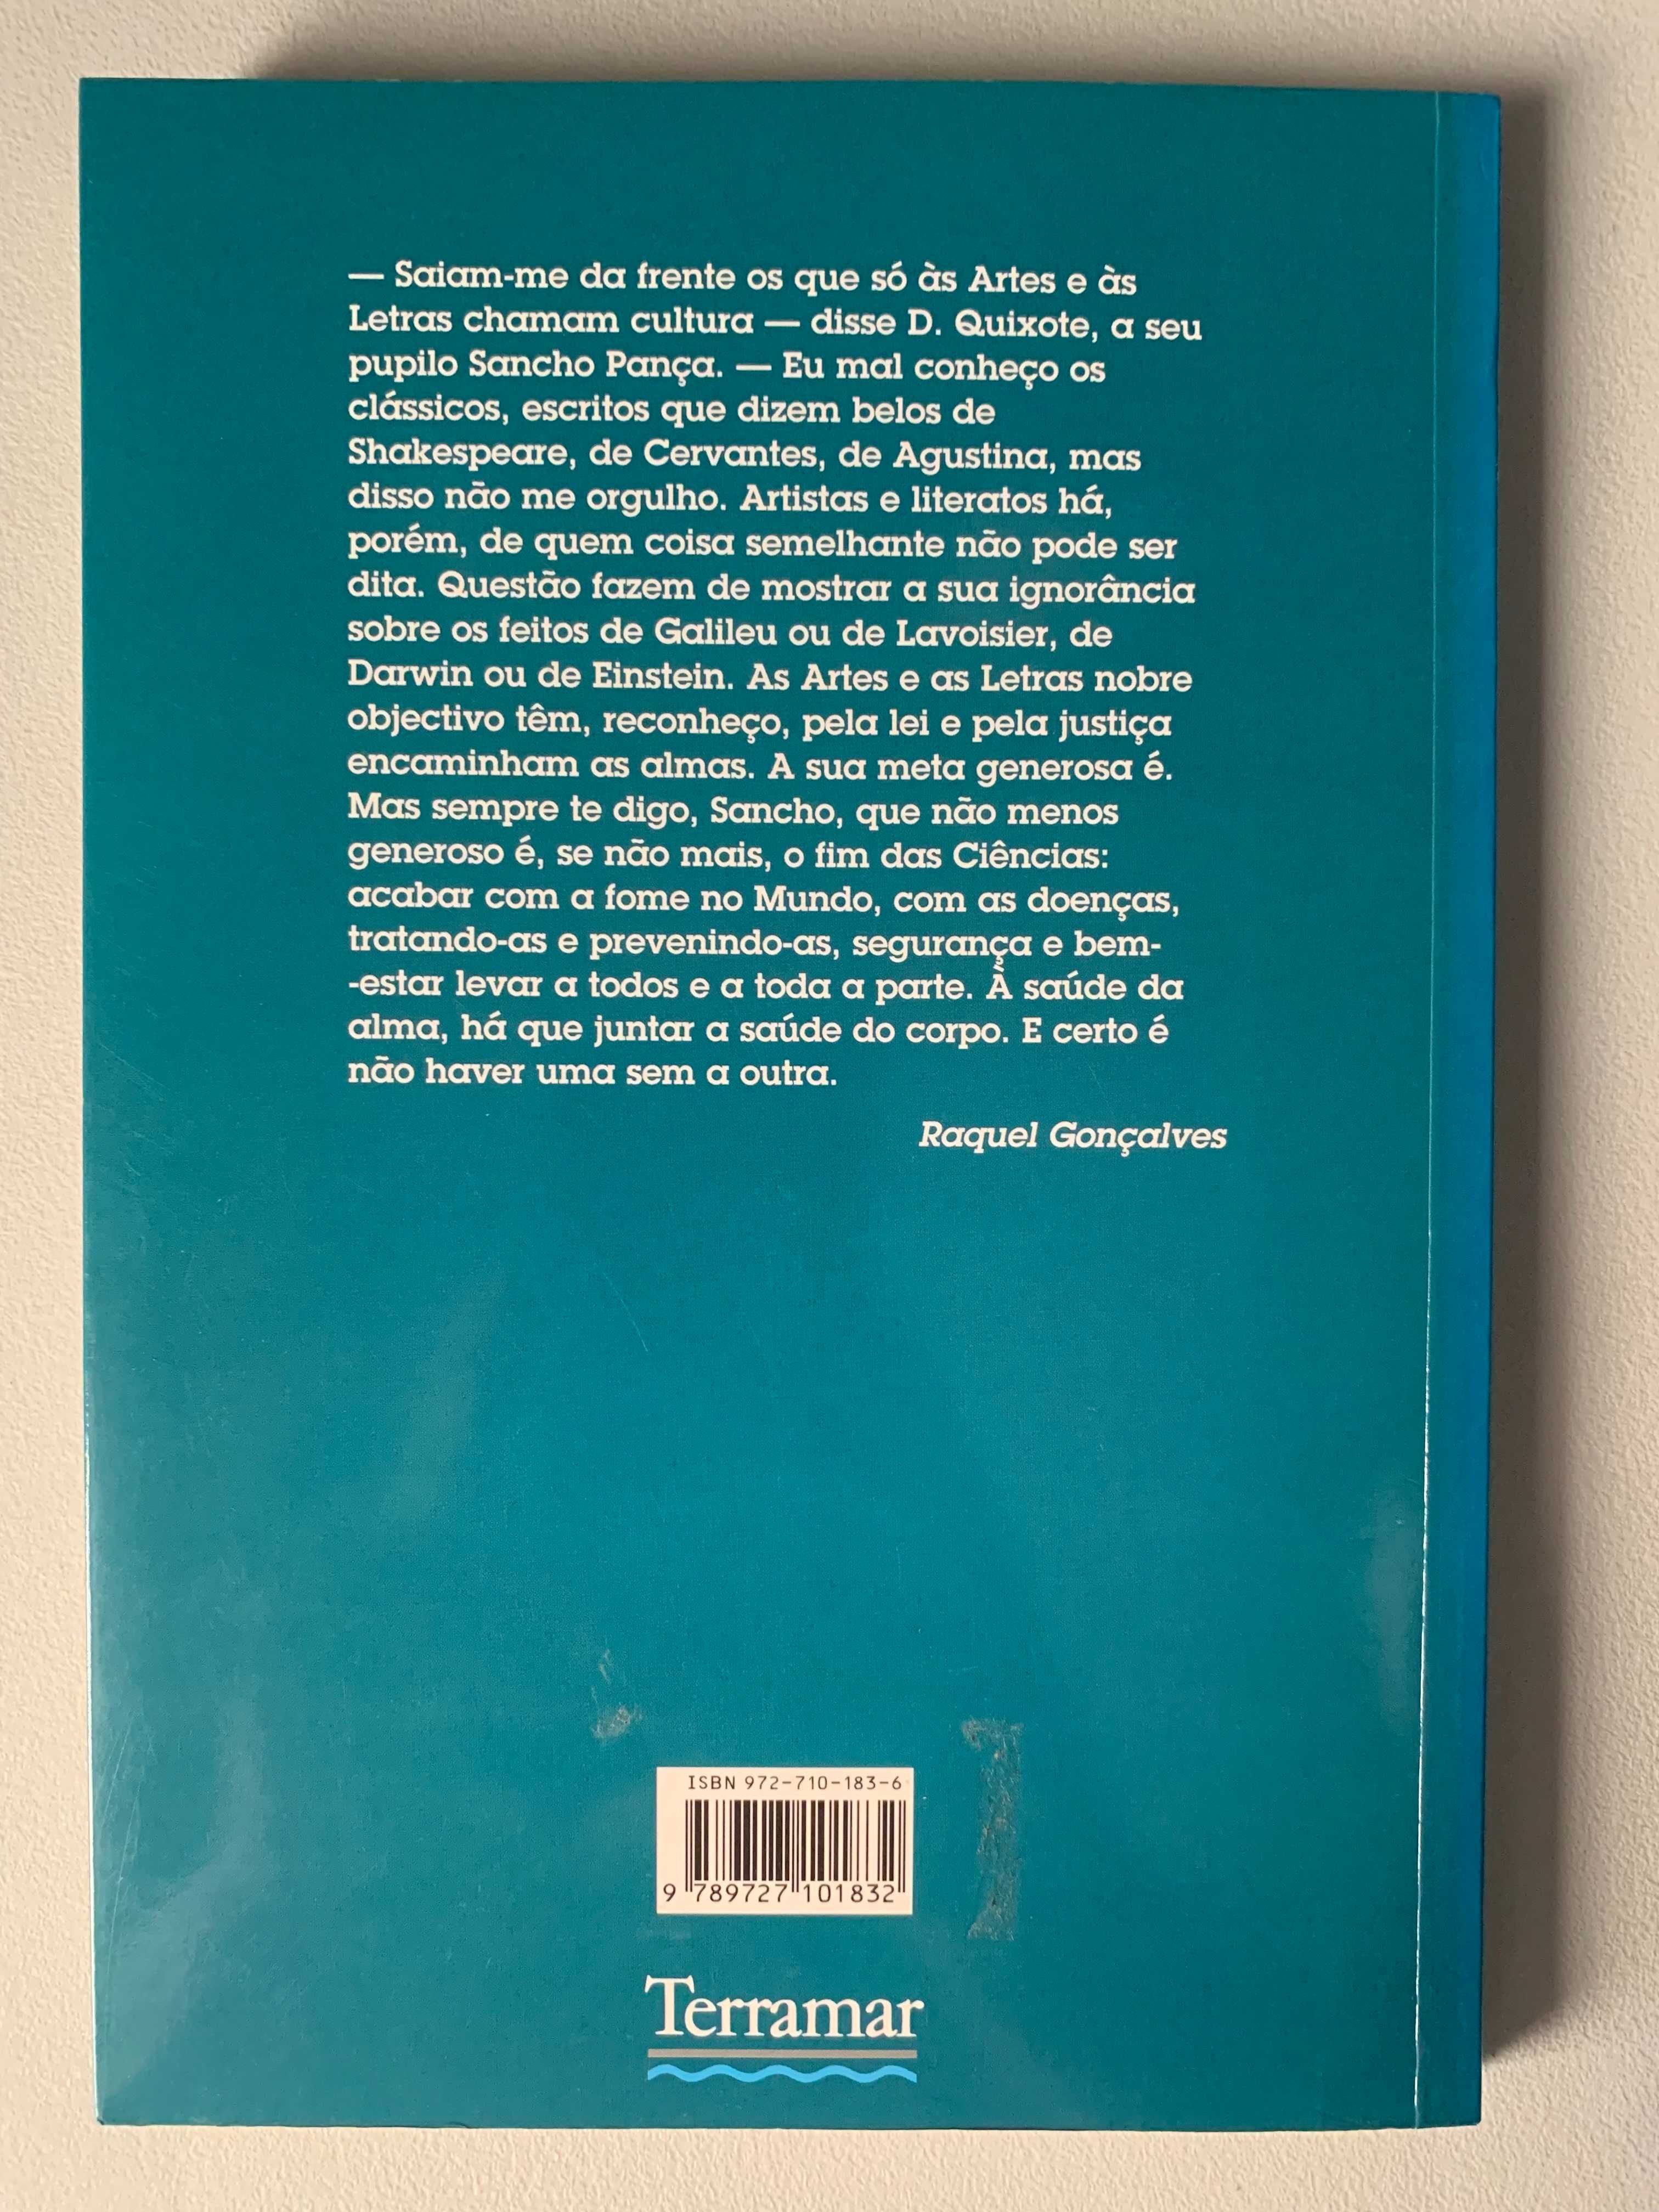 — Saiam-me da frente os que só às Artes e às
Letras chamam cultura — disse D. Quixote, a seu
pupilo Sancho Pança. — Eu mal conheço os
clássicos, escritos que dizem belos de
Shakespeare, de Cervantes, de Agustina, mas
disso não me orgulho. Artistas e literatos há,
porém, de quem coisa semelhante não pode ser
dita. Questão fazem de mostrar a sua ignorância
sobre os feitos de Galileu ou de Lavoisier, de
Darwin ou de Einstein. As Artes e as Letras nobre
objectivo têm, reconheço, pela lei e pela justiça
encaminham as almas. A sua meta generosa é.
Mas sempre te digo, Sancho, que não menos
generoso é, se não mais, o fim das Ciências:
acabar com a fome no Mundo, com as doenças,
tratando-as e prevenindo-as, segurança e bem-
-estar levar a todos e a toda a parte. À saúde da
alma, há que juntar a saúde do corpo. E certo é
não haver uma sem a outra.
Raquel Gonçalves
ISBN 972-710-183-6
9 789727 101832
Terramar